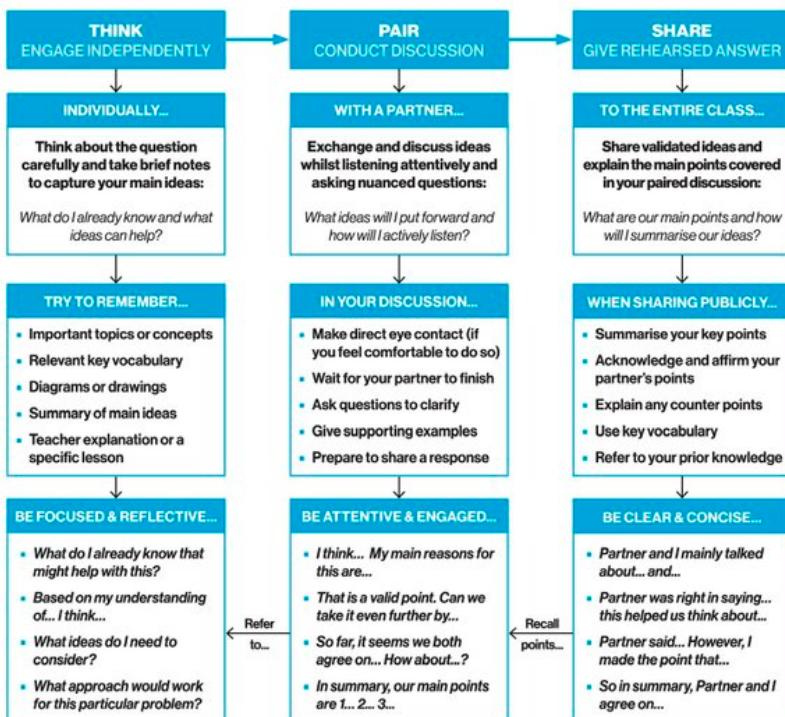 THINK
ENGAGE INDEPENDENTLY
PAIR
CONDUCT DISCUSSION
SHARE
GIVE REHEARSED ANSWER
INDIVIDUALLY...
Think about the question
carefully and take brief notes
to capture your main ideas:
What do I already know and what
ideas can help?
WITH A PARTNER...
Exchange and discuss ideas
whilst listening attentively and
asking nuanced questions:
What ideas will I put forward and
how will I actively listen?
TO THE ENTIRE CLASS...
Share validated ideas and
explain the main points covered
in your paired discussion:
What are our main points and how
will I summarise our ideas?
TRY TO REMEMBER...
▪ Important topics or concepts
▪ Relevant key vocabulary
▪ Diagrams or drawings
▪ Summary of main ideas
▪ Teacher explanation or a
specific lesson
IN YOUR DISCUSSION...
▪ Make direct eye contact (if
you feel comfortable to do so)
▪ Wait for your partner to finish
▪ Ask questions to clarify
▪ Give supporting examples
▪ Prepare to share a response
WHEN SHARING PUBLICLY...
▪ Summarise your key points
▪ Acknowledge and affirm your
partner's points
▪ Explain any counter points
▪ Use key vocabulary
▪ Refer to your prior knowledge
BE FOCUSED & REFLECTIVE...
▪ What do I already know that
might help with this?
▪ Based on my understanding
of... I think...
▪ What ideas do I need to
consider?
▪ What approach would work
for this particular problem?
Refer
to...
BE ATTENTIVE & ENGAGED...
▪ I think... My main reasons for
this are...
▪ That is a valid point. Can we
take it even further by...
▪ So far, it seems we both
agree on... How about...?
▪ In summary, our main points
are 1... 2... 3...
Recall
points...
BE CLEAR & CONCISE...
▪ Partner and I mainly talked
about... and...
▪ Partner was right in saying...
this helped us think about...
▪ Partner said... However, I
made the point that...
▪ So in summary, Partner and I
agree on...